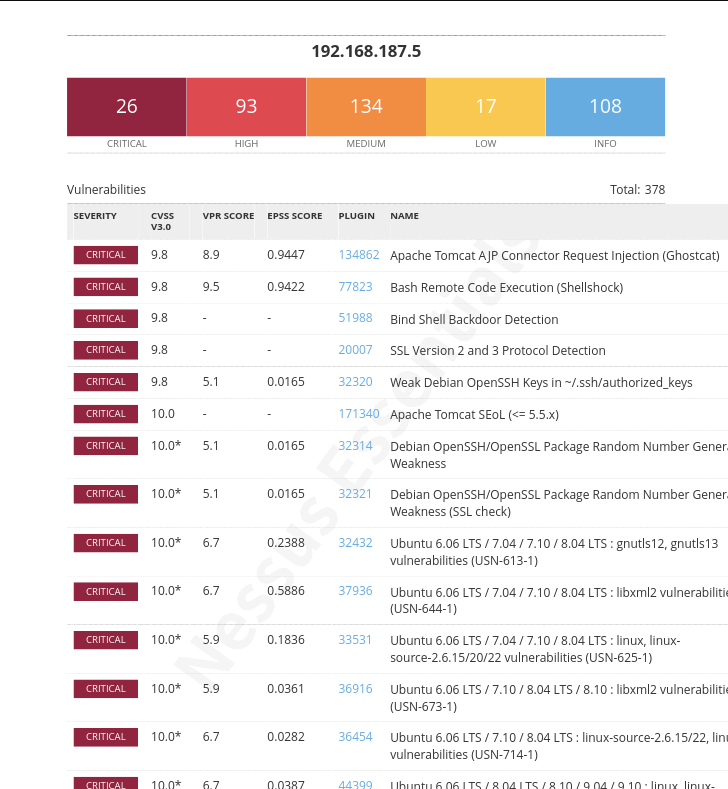 192.168.187.5
26 93 134 17 108
CRITICAL HIGH MEDIUM LOW INFO
Vulnerabilities Total: 378
SEVERITY CVSS V3.0 VPR SCORE EPSS SCORE PLUGIN NAME
CRITICAL 9.8 8.9 0.9447 134862 Apache Tomcat AJP Connector Request Injection (Ghostcat)
CRITICAL 9.8 9.5 0.9422 77823 Bash Remote Code Execution (Shellshock)
CRITICAL 9.8 - - 51988 Bind Shell Backdoor Detection
CRITICAL 9.8 - - 20007 SSL Version 2 and 3 Protocol Detection
CRITICAL 9.8 5.1 0.0165 32320 Weak Debian OpenSSH Keys in ~/.ssh/authorized_keys
CRITICAL 10.0 - - 171340 Apache Tomcat SEoL (<= 5.5.x)
CRITICAL 10.0* 5.1 0.0165 32314 Debian OpenSSH/OpenSSL Package Random Number Gener
Weakness
CRITICAL 10.0* 5.1 0.0165 32321 Debian OpenSSH/OpenSSL Package Random Number Gener
Weakness (SSL check)
CRITICAL 10.0* 6.7 0.2388 32432 Ubuntu 6.06 LTS / 7.04 / 7.10 / 8.04 LTS : gnutls12, gnutls13
vulnerabilities (USN-613-1)
CRITICAL 10.0* 6.7 0.5886 37936 Ubuntu 6.06 LTS / 7.04 / 7.10 / 8.04 LTS : libxml2 vulnerabilitie
(USN-644-1)
CRITICAL 10.0* 5.9 0.1836 33531 Ubuntu 6.06 LTS / 7.04 / 7.10 / 8.04 LTS : linux, linux-
source-2.6.15/20/22 vulnerabilities (USN-625-1)
CRITICAL 10.0* 5.9 0.0361 36916 Ubuntu 6.06 LTS / 7.10 / 8.04 LTS / 8.10 : libxml2 vulnerabilitie
(USN-673-1)
CRITICAL 10.0* 6.7 0.0282 36454 Ubuntu 6.06 LTS / 7.10 / 8.04 LTS : linux-source-2.6.15/22, linu
vulnerabilities (USN-714-1)
CRITICAL 10.0* 6.7 0.0387 44399 Ubuntu 6.06 LTS / 8.04 LTS / 8.10 / 9.04 / 9.10 : linux, linux-
Nessus Essentials